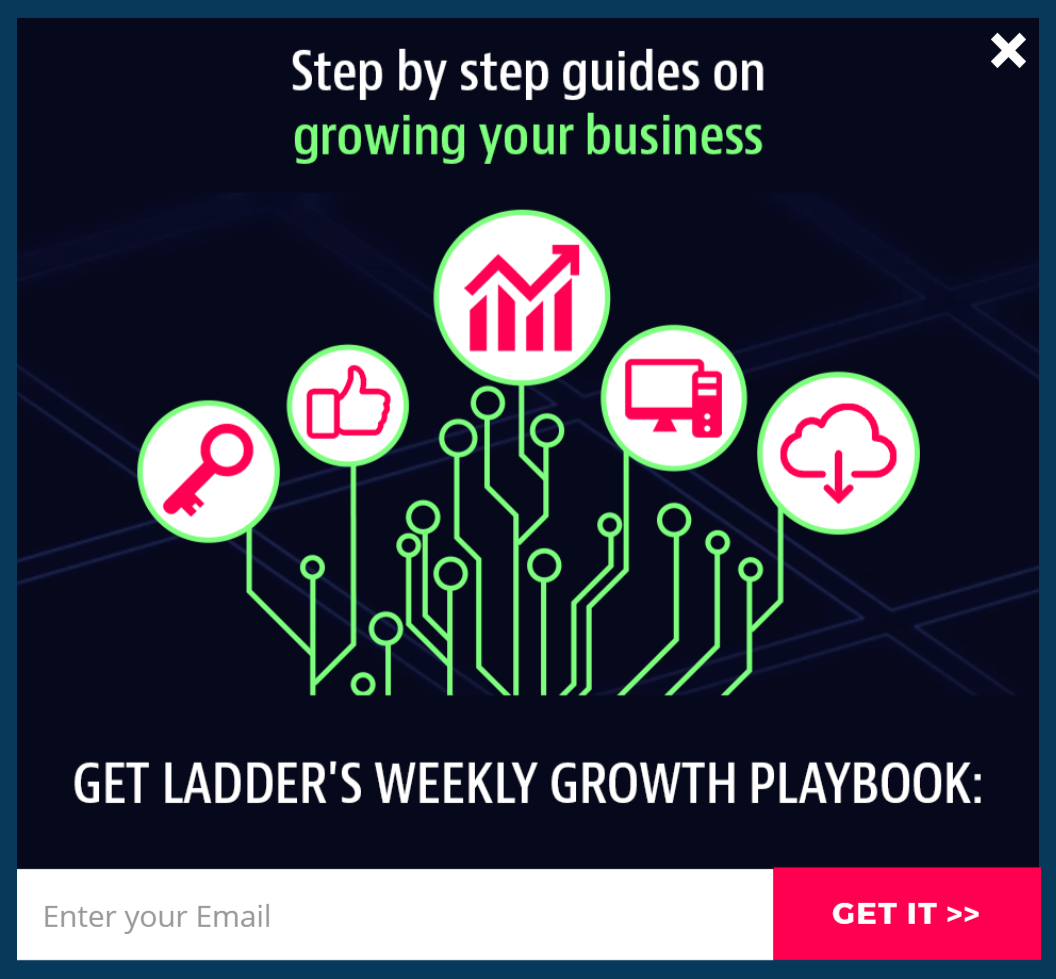 Step by step guides on
growing your business
GET LADDER'S WEEKLY GROWTH PLAYBOOK:
Enter your Email
GET IT >>